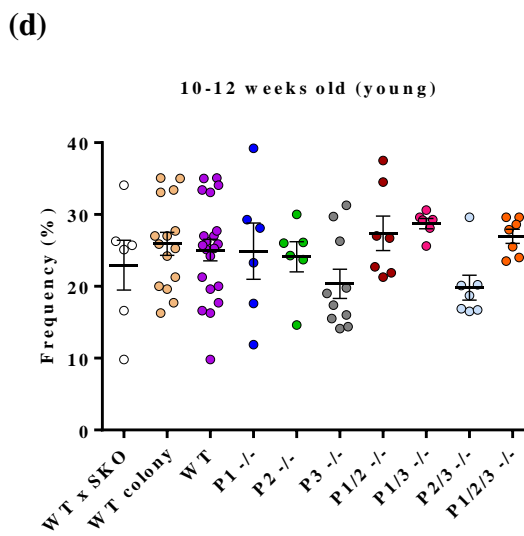 (d)
10-12 weeks old (young)
Frequency (%)
40
30
20
10
0
WT x SKO
WT colony
WT
P1 -/-
P2 -/-
P3 -/-
P1/2 -/-
P1/3 -/-
P2/3 -/-
P1/2/3 -/-